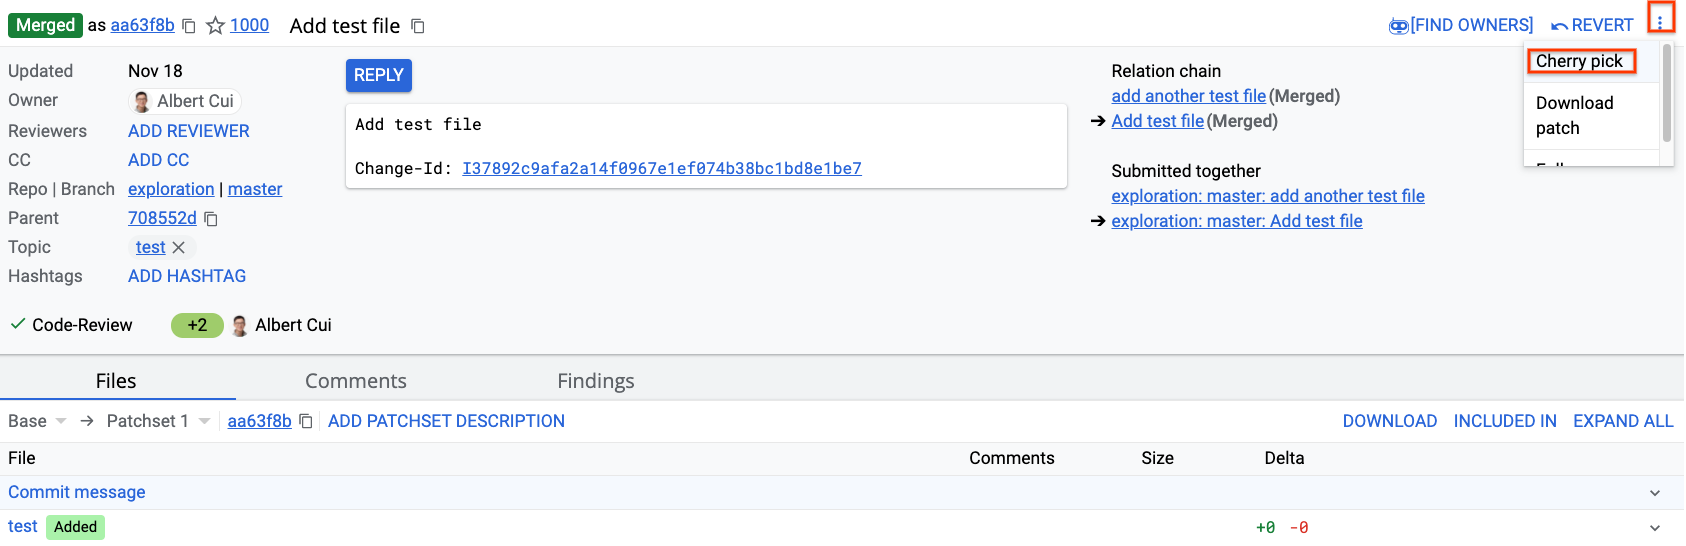 Merged as aa63f8b 1000 Add test file
[FIND OWNERS] REVERT
Cherry pick
Download
patch
Updated Nov 18
Owner Albert Cui
Reviewers ADD REVIEWER
CC ADD CC
Repo | Branch exploration | master
Parent 708552d
Topic test
Hashtags ADD HASHTAG
Code-Review +2 Albert Cui
REPLY
Add test file
Change-Id: I37892c9afa2a14f0967e1ef074b38bc1bd8e1be7
Relation chain
add another test file (Merged)
→ Add test file (Merged)
Submitted together
exploration: master: add another test file
→ exploration: master: Add test file
Files Comments Findings
Base → Patchset 1 aa63f8b ADD PATCHSET DESCRIPTION DOWNLOAD INCLUDED IN EXPAND ALL
File Comments Size Delta
Commit message
test Added +0 -0